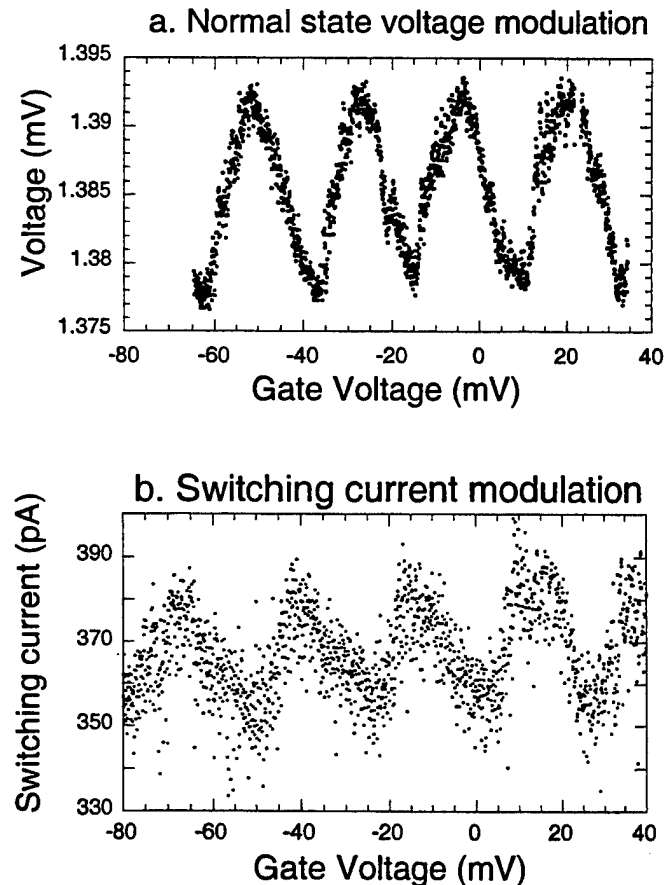 a. Normal state voltage modulation
1.395
1.39
1.385
1.38
1.375
Voltage (mV)
-80 -60 -40 -20 0 20 40
Gate Voltage (mV)
b. Switching current modulation
390
370
350
330
Switching current (pA)
-80 -60 -40 -20 0 20 40
Gate Voltage (mV)